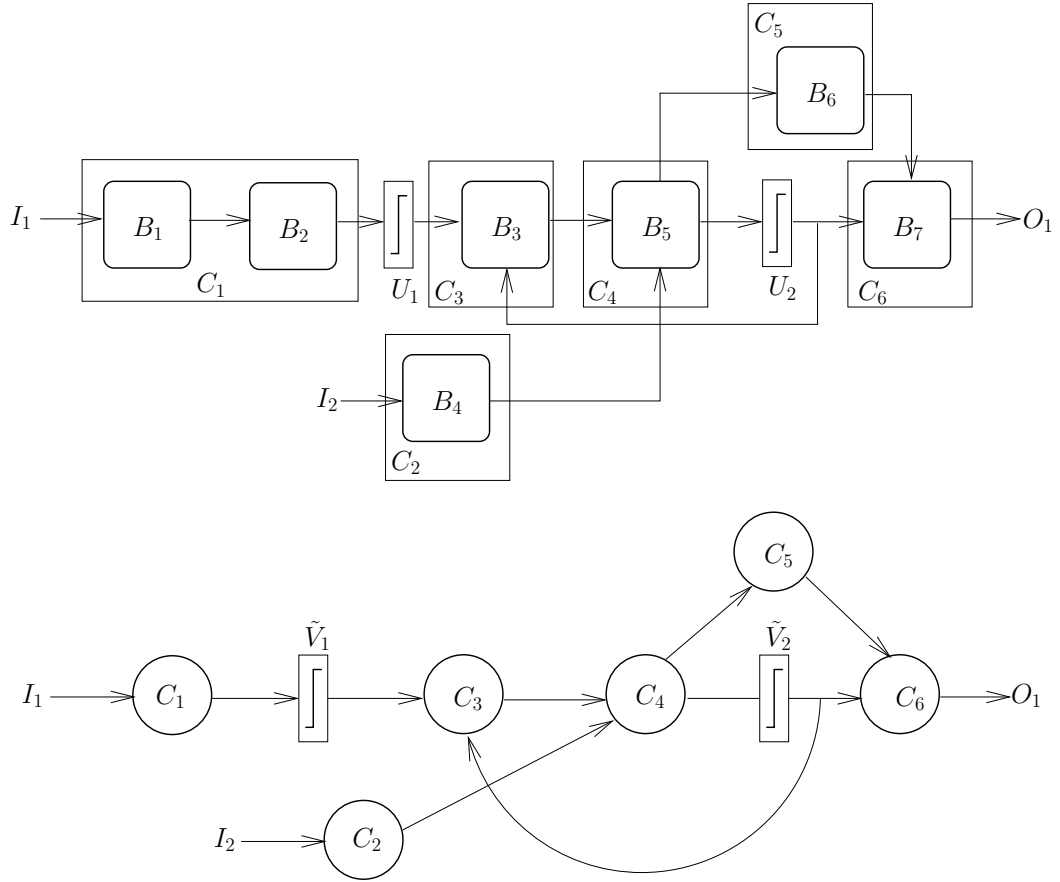 C₅
B₆
I₁
B₁
B₂
B₃
B₅
B₇
O₁
C₁
U₁
C₃
C₄
U₂
C₆
I₂
B₄
C₂
C₅
Ṽ₁
Ṽ₂
I₁
C₁
C₃
C₄
C₆
O₁
I₂
C₂